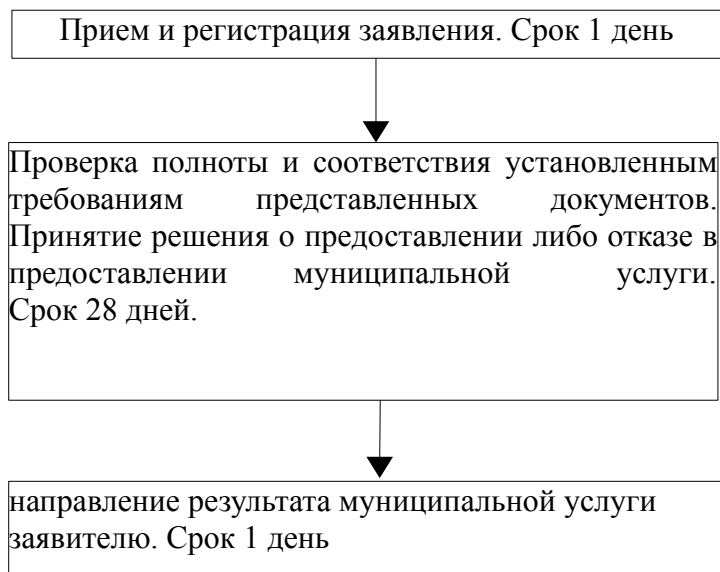 Прием и регистрация заявления. Срок 1 день
Проверка полноты и соответствия установленным
требованиям представленных документов.
Принятие решения о предоставлении либо отказе в
предоставлении муниципальной услуги.
Срок 28 дней.
направление результата муниципальной услуги
заявителю. Срок 1 день